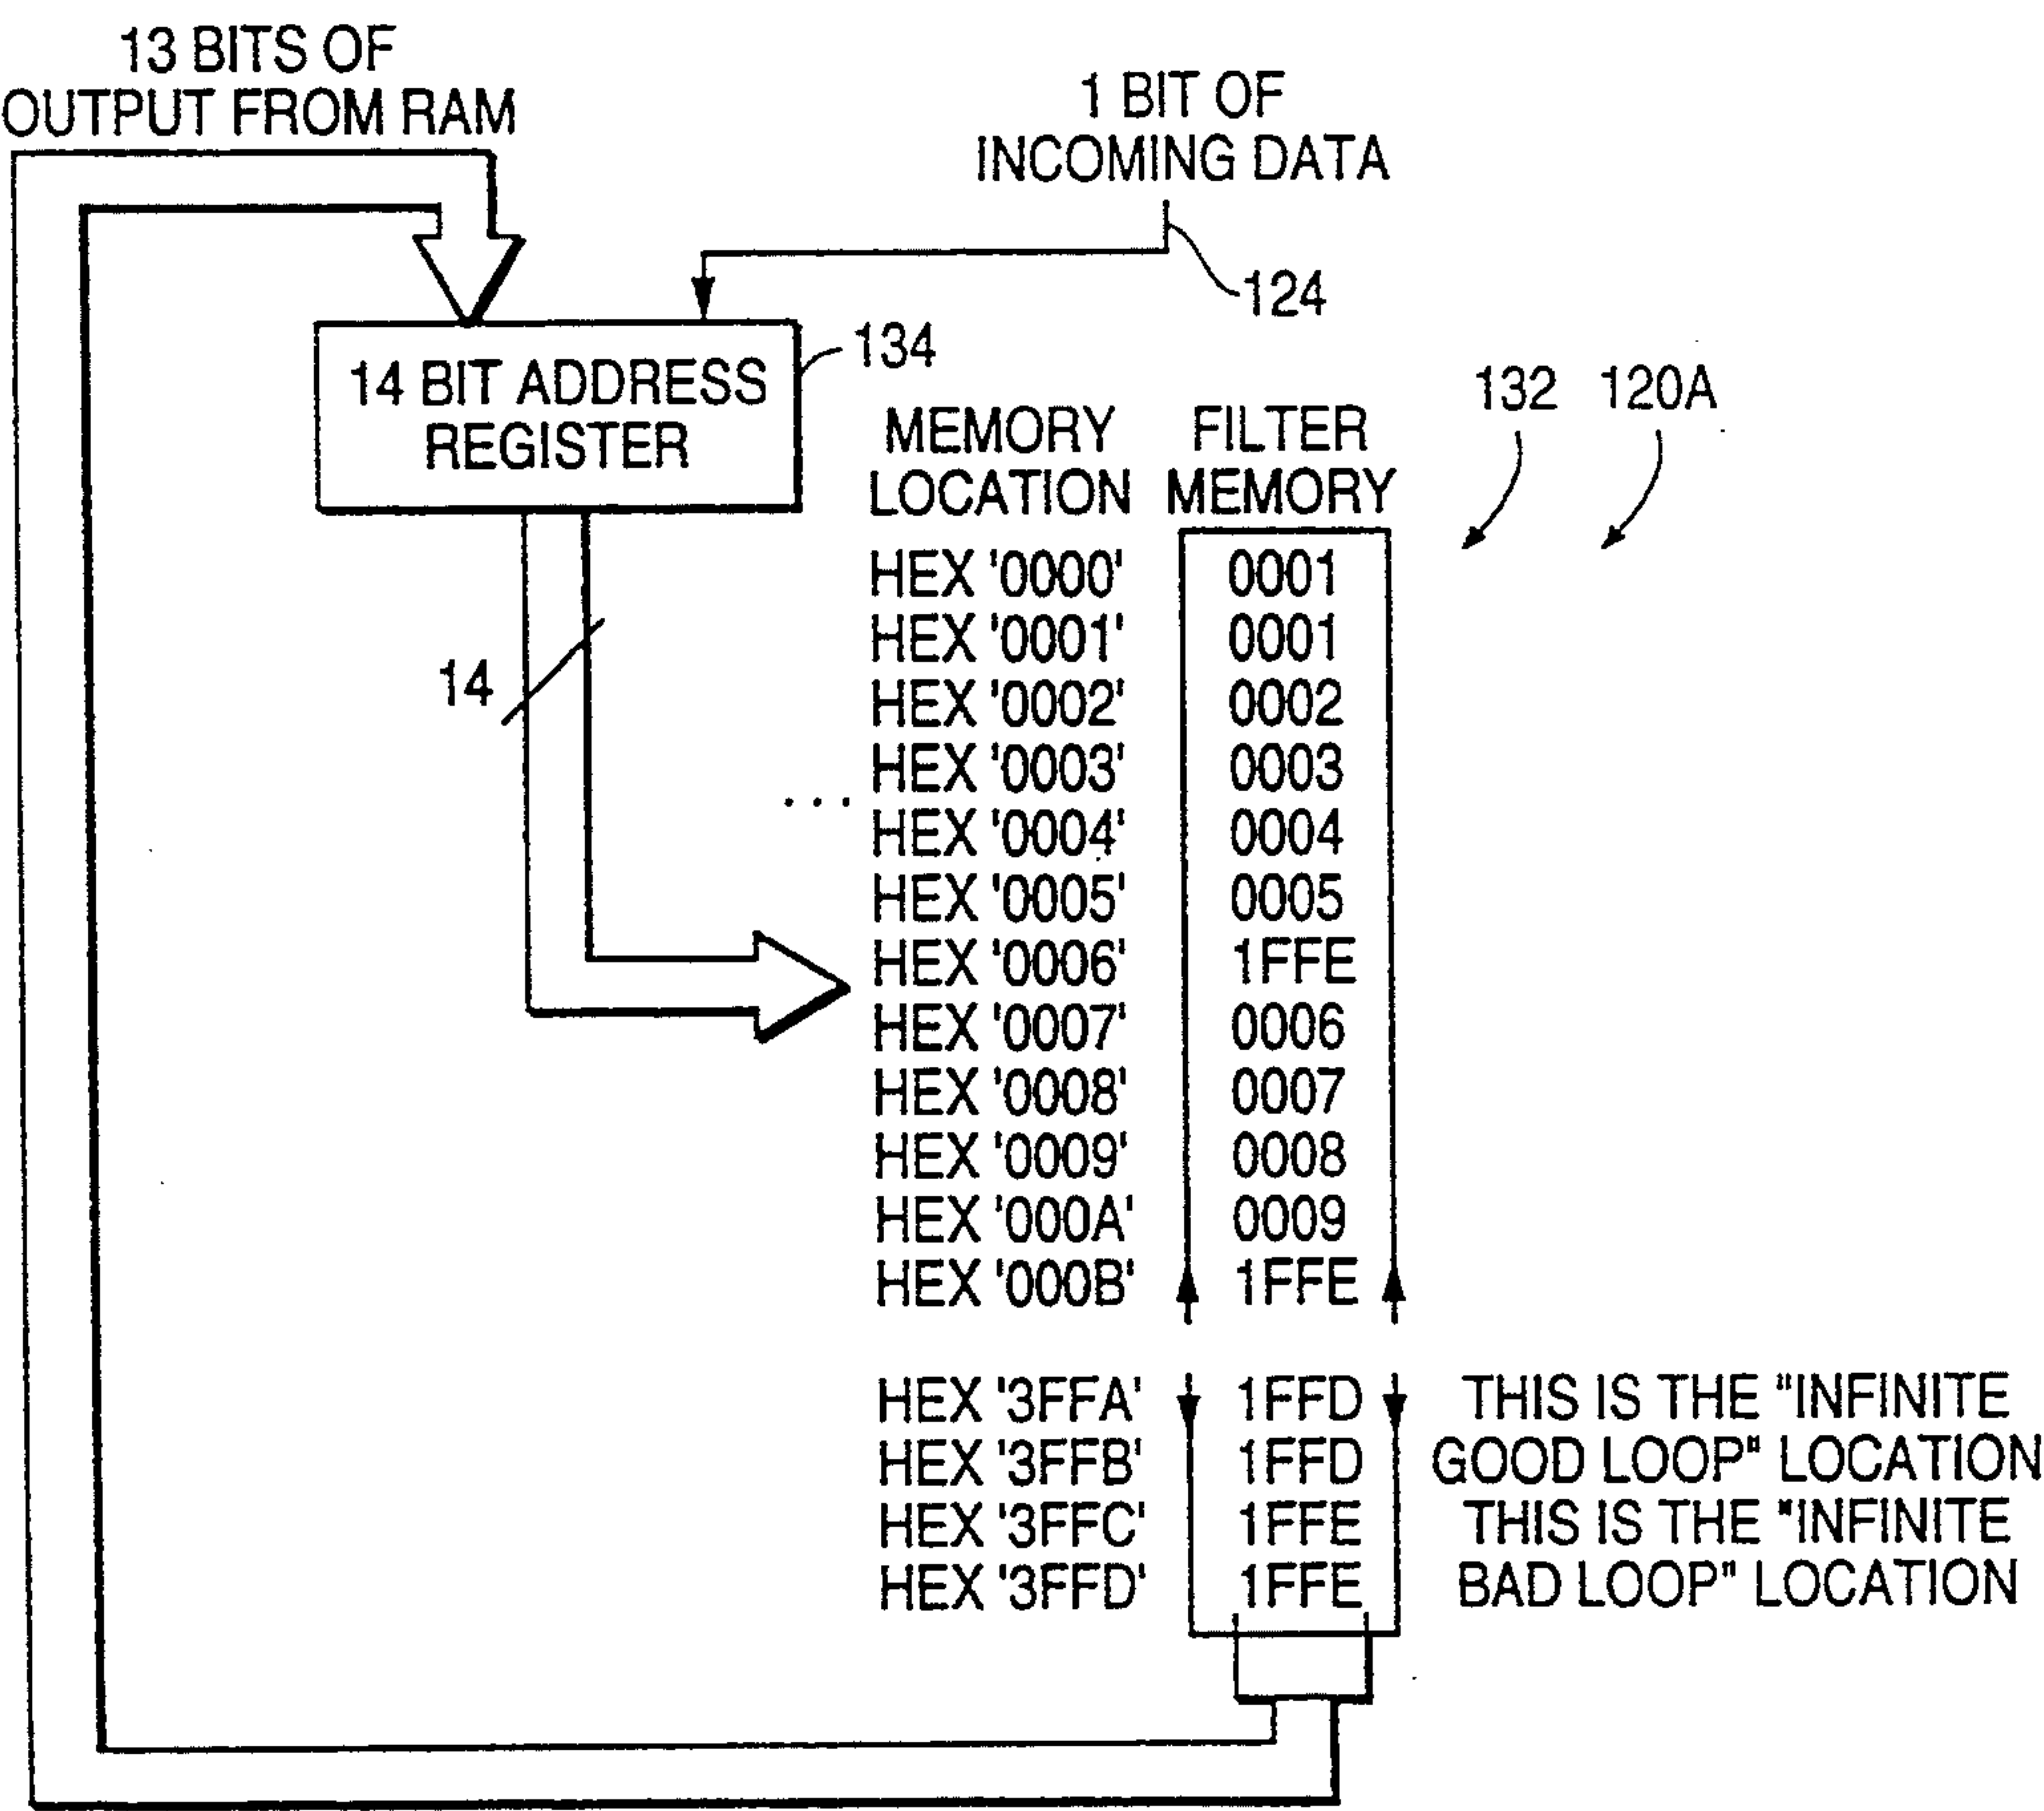 13 BITS OF
OUTPUT FROM RAM
1 BIT OF
INCOMING DATA
124
14 BIT ADDRESS
REGISTER
134
132
120A
14
MEMORY
LOCATION
FILTER
MEMORY
HEX '0000' 0001
HEX '0001' 0001
HEX '0002' 0002
HEX '0003' 0003
...
HEX '0004' 0004
HEX '0005' 0005
HEX '0006' 1FFE
HEX '0007' 0006
HEX '0008' 0007
HEX '0009' 0008
HEX '000A' 0009
HEX '000B' 1FFE
HEX '3FFA' 1FFD
HEX '3FFB' 1FFD
HEX '3FFC' 1FFE
HEX '3FFD' 1FFE
THIS IS THE "INFINITE
GOOD LOOP" LOCATION
THIS IS THE "INFINITE
BAD LOOP" LOCATION